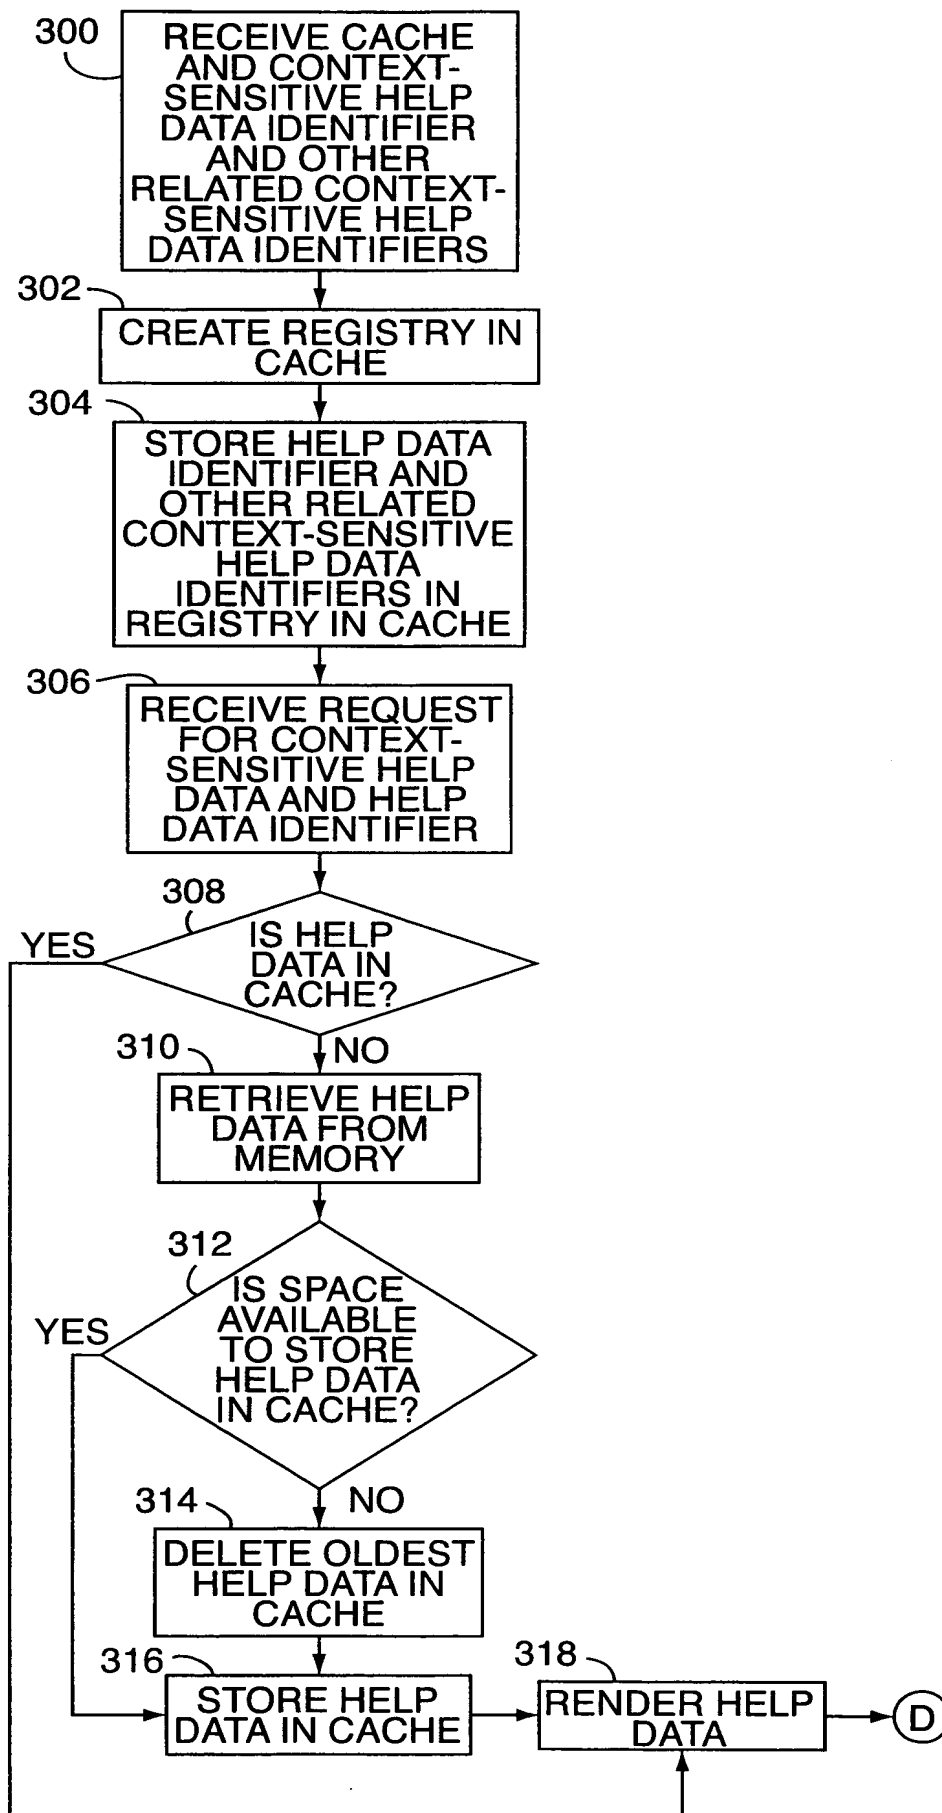 300
RECEIVE CACHE
AND CONTEXT-
SENSITIVE HELP
DATA IDENTIFIER
AND OTHER
RELATED CONTEXT-
SENSITIVE HELP
DATA IDENTIFIERS
302
CREATE REGISTRY IN
CACHE
304
STORE HELP DATA
IDENTIFIER AND
OTHER RELATED
CONTEXT-SENSITIVE
HELP DATA
IDENTIFIERS IN
REGISTRY IN CACHE
306
RECEIVE REQUEST
FOR CONTEXT-
SENSITIVE HELP
DATA AND HELP
DATA IDENTIFIER
308
YES
IS HELP
DATA IN
CACHE?
NO
310
RETRIEVE HELP
DATA FROM
MEMORY
312
YES
IS SPACE
AVAILABLE
TO STORE
HELP DATA
IN CACHE?
NO
314
DELETE OLDEST
HELP DATA IN
CACHE
316
STORE HELP
DATA IN CACHE
318
RENDER HELP
DATA
D